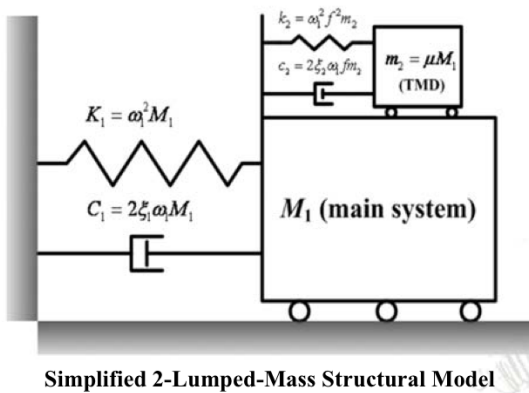 k₂ = ω₁²f²m₂
c₂ = 2ξ₂ω₁fm₂
m₂ = μM₁
(TMD)
K₁ = ω₁²M₁
C₁ = 2ξ₁ω₁M₁
M₁ (main system)
Simplified 2-Lumped-Mass Structural Model